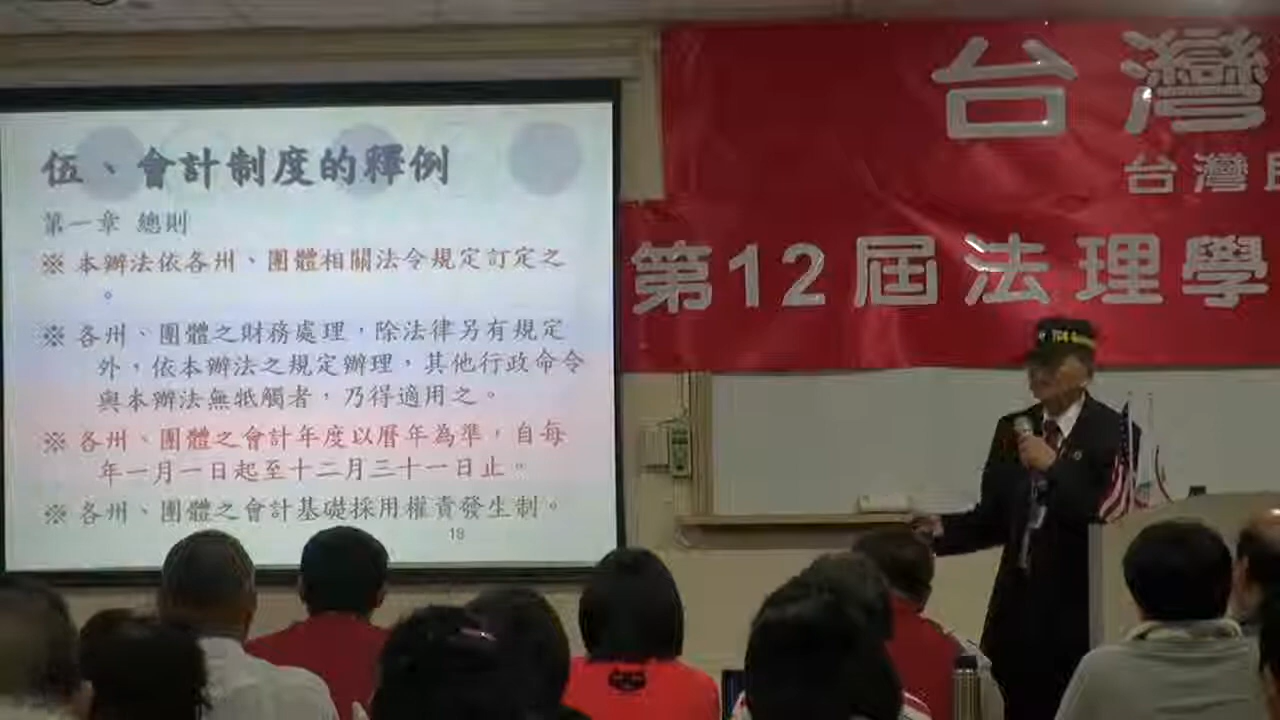 伍、會計制度的釋例
第一章 總則
※ 本辦法依各州、團體相關法令規定訂定之
。
※ 各州、團體之財務處理，除法律另有規定
外，依本辦法之規定辦理，其他行政命令
與本辦法無牴觸者，乃得適用之。
※ 各州、團體之會計年度以曆年為準，自每
年一月一日起至十二月三十一日止。
※ 各州、團體之會計基礎採用權責發生制。
19
台灣
台灣
第12屆法理學